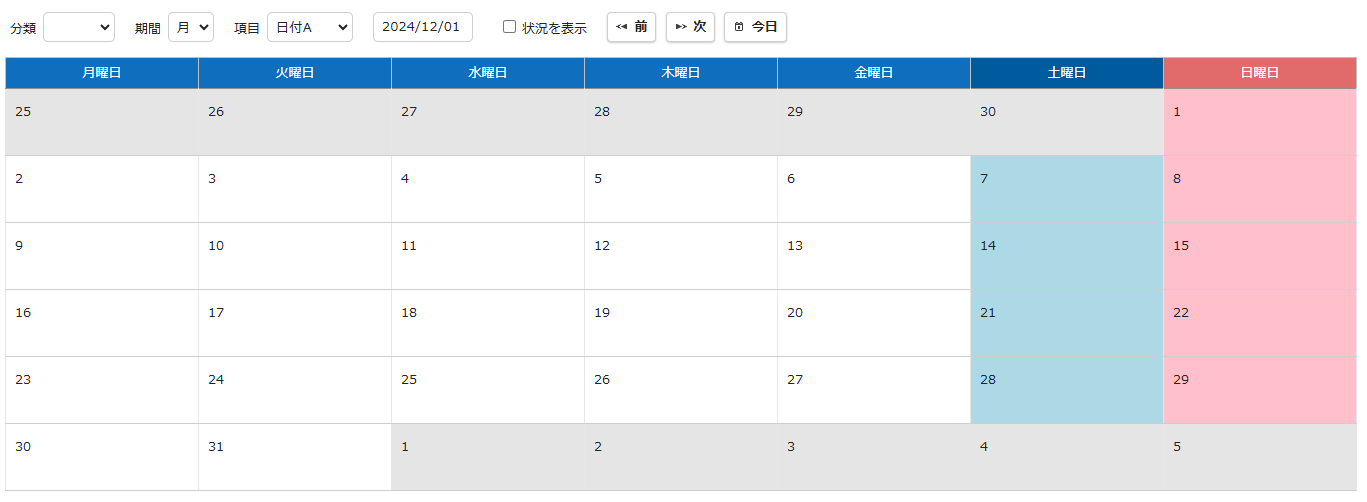 分類 期間 月 項目 日付A 2024/12/01 状況を表示 前 次 今日
月曜日 火曜日 水曜日 木曜日 金曜日 土曜日 日曜日
25 26 27 28 29 30 1
2 3 4 5 6 7 8
9 10 11 12 13 14 15
16 17 18 19 20 21 22
23 24 25 26 27 28 29
30 31 1 2 3 4 5